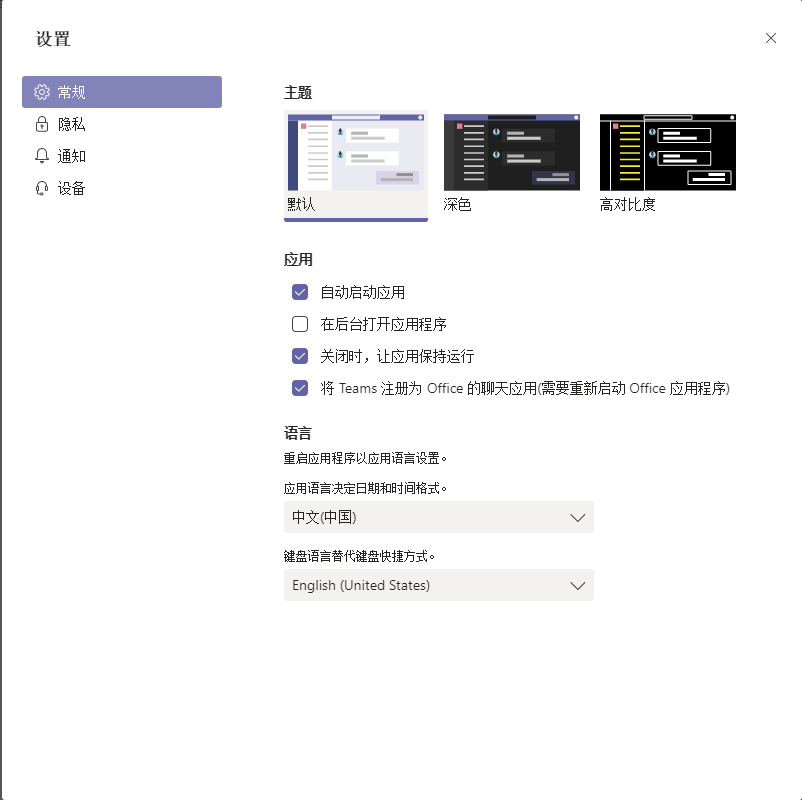 设置
常规
隐私
通知
设备
主题
默认
深色
高对比度
应用
自动启动应用
在后台打开应用程序
关闭时，让应用保持运行
将 Teams 注册为 Office 的聊天应用(需要重新启动 Office 应用程序)
语言
重启应用程序以应用语言设置。
应用语言决定日期和时间格式。
中文(中国)
键盘语言替代键盘快捷方式。
English (United States)